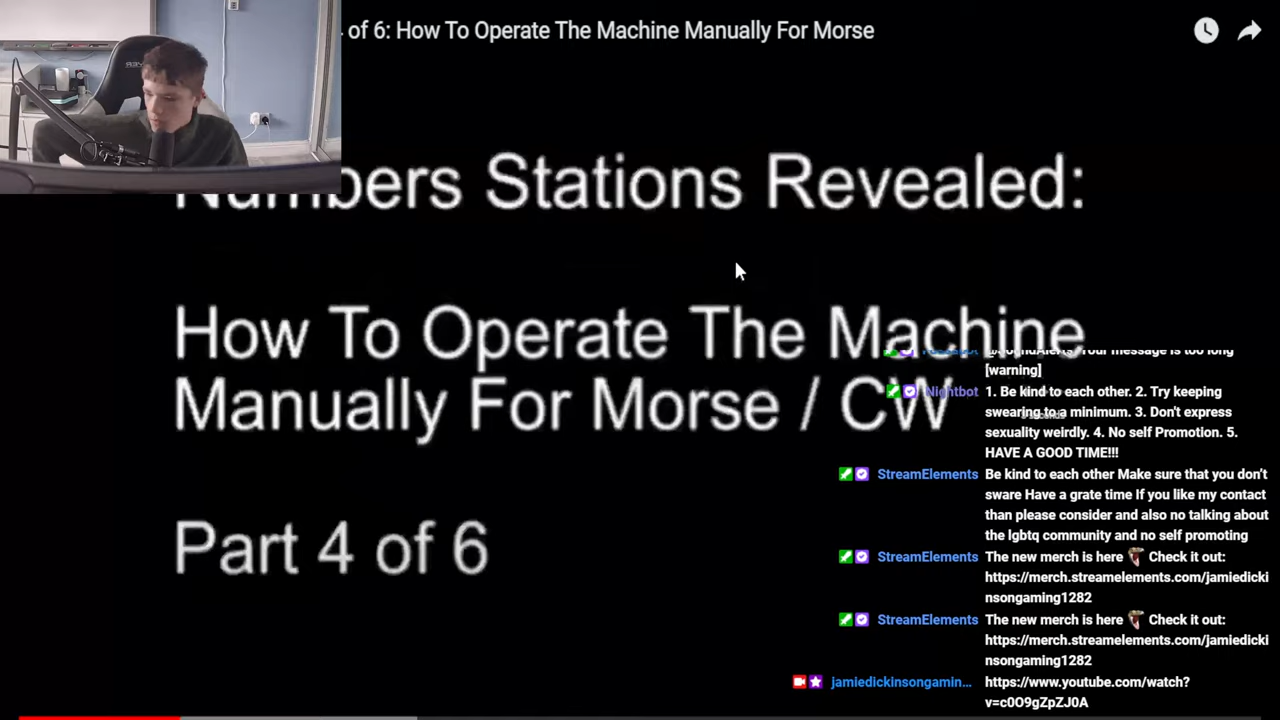 4 of 6: How To Operate The Machine Manually For Morse
Numbers Stations Revealed:
How To Operate The Machine
Manually For Morse / CW
Part 4 of 6
Your message is too long
[warning]
Nightbot 1. Be kind to each other. 2. Try keeping
swearing to a minimum. 3. Don't express
sexuality weirdly. 4. No self Promotion. 5.
HAVE A GOOD TIME!!!
StreamElements Be kind to each other Make sure that you don't
sware Have a grate time If you like my contact
than please consider and also no talking about
the lgbtq community and no self promoting
StreamElements The new merch is here Check it out:
https://merch.streamelements.com/jamiedicki
nsongaming1282
StreamElements The new merch is here Check it out:
https://merch.streamelements.com/jamiedicki
nsongaming1282
jamiedickinsongamin... https://www.youtube.com/watch?
v=c0O9gZpZJ0A